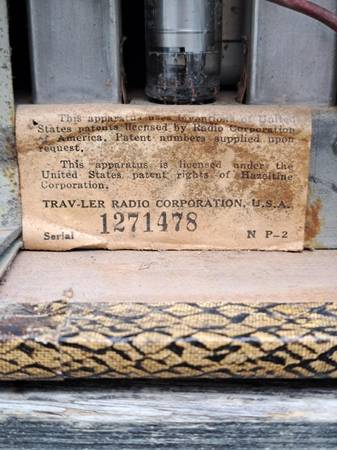 This apparatus uses inventions of United
States patents licensed by Radio Corporation
of America. Patent numbers supplied upon
request.
This apparatus is licensed under the
United States patent rights of Hazeltine
Corporation.
TRAV-LER RADIO CORPORATION, U.S.A.
Serial 1271478 N P-2